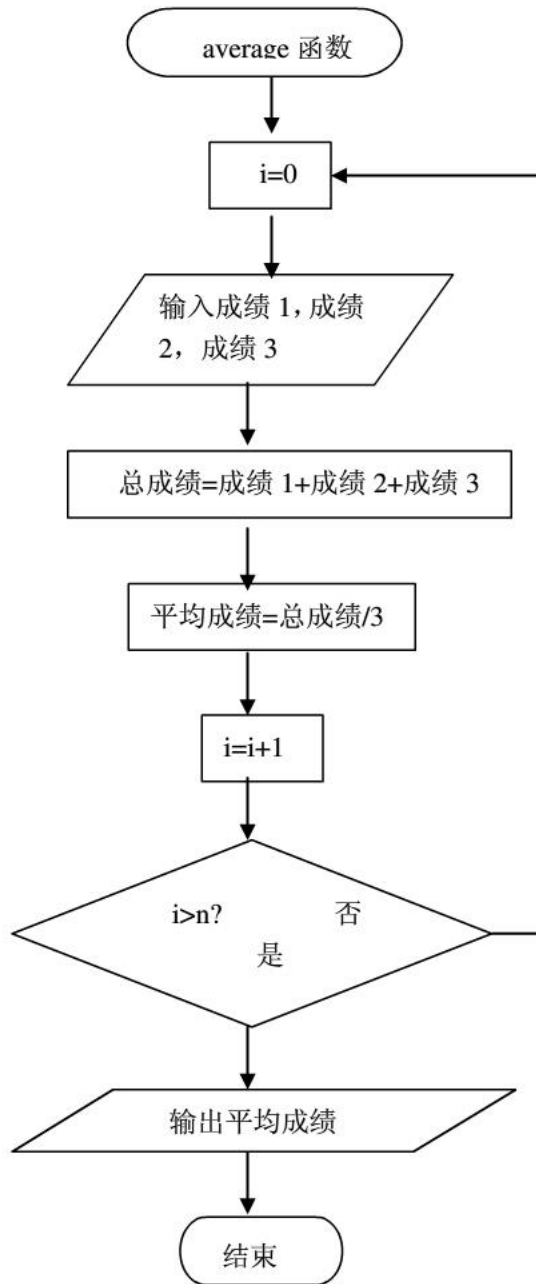 average 函数
i=0
输入成绩 1，成绩
2，成绩 3
总成绩=成绩 1+成绩 2+成绩 3
平均成绩=总成绩/3
i=i+1
i>n? 否
是
输出平均成绩
结束